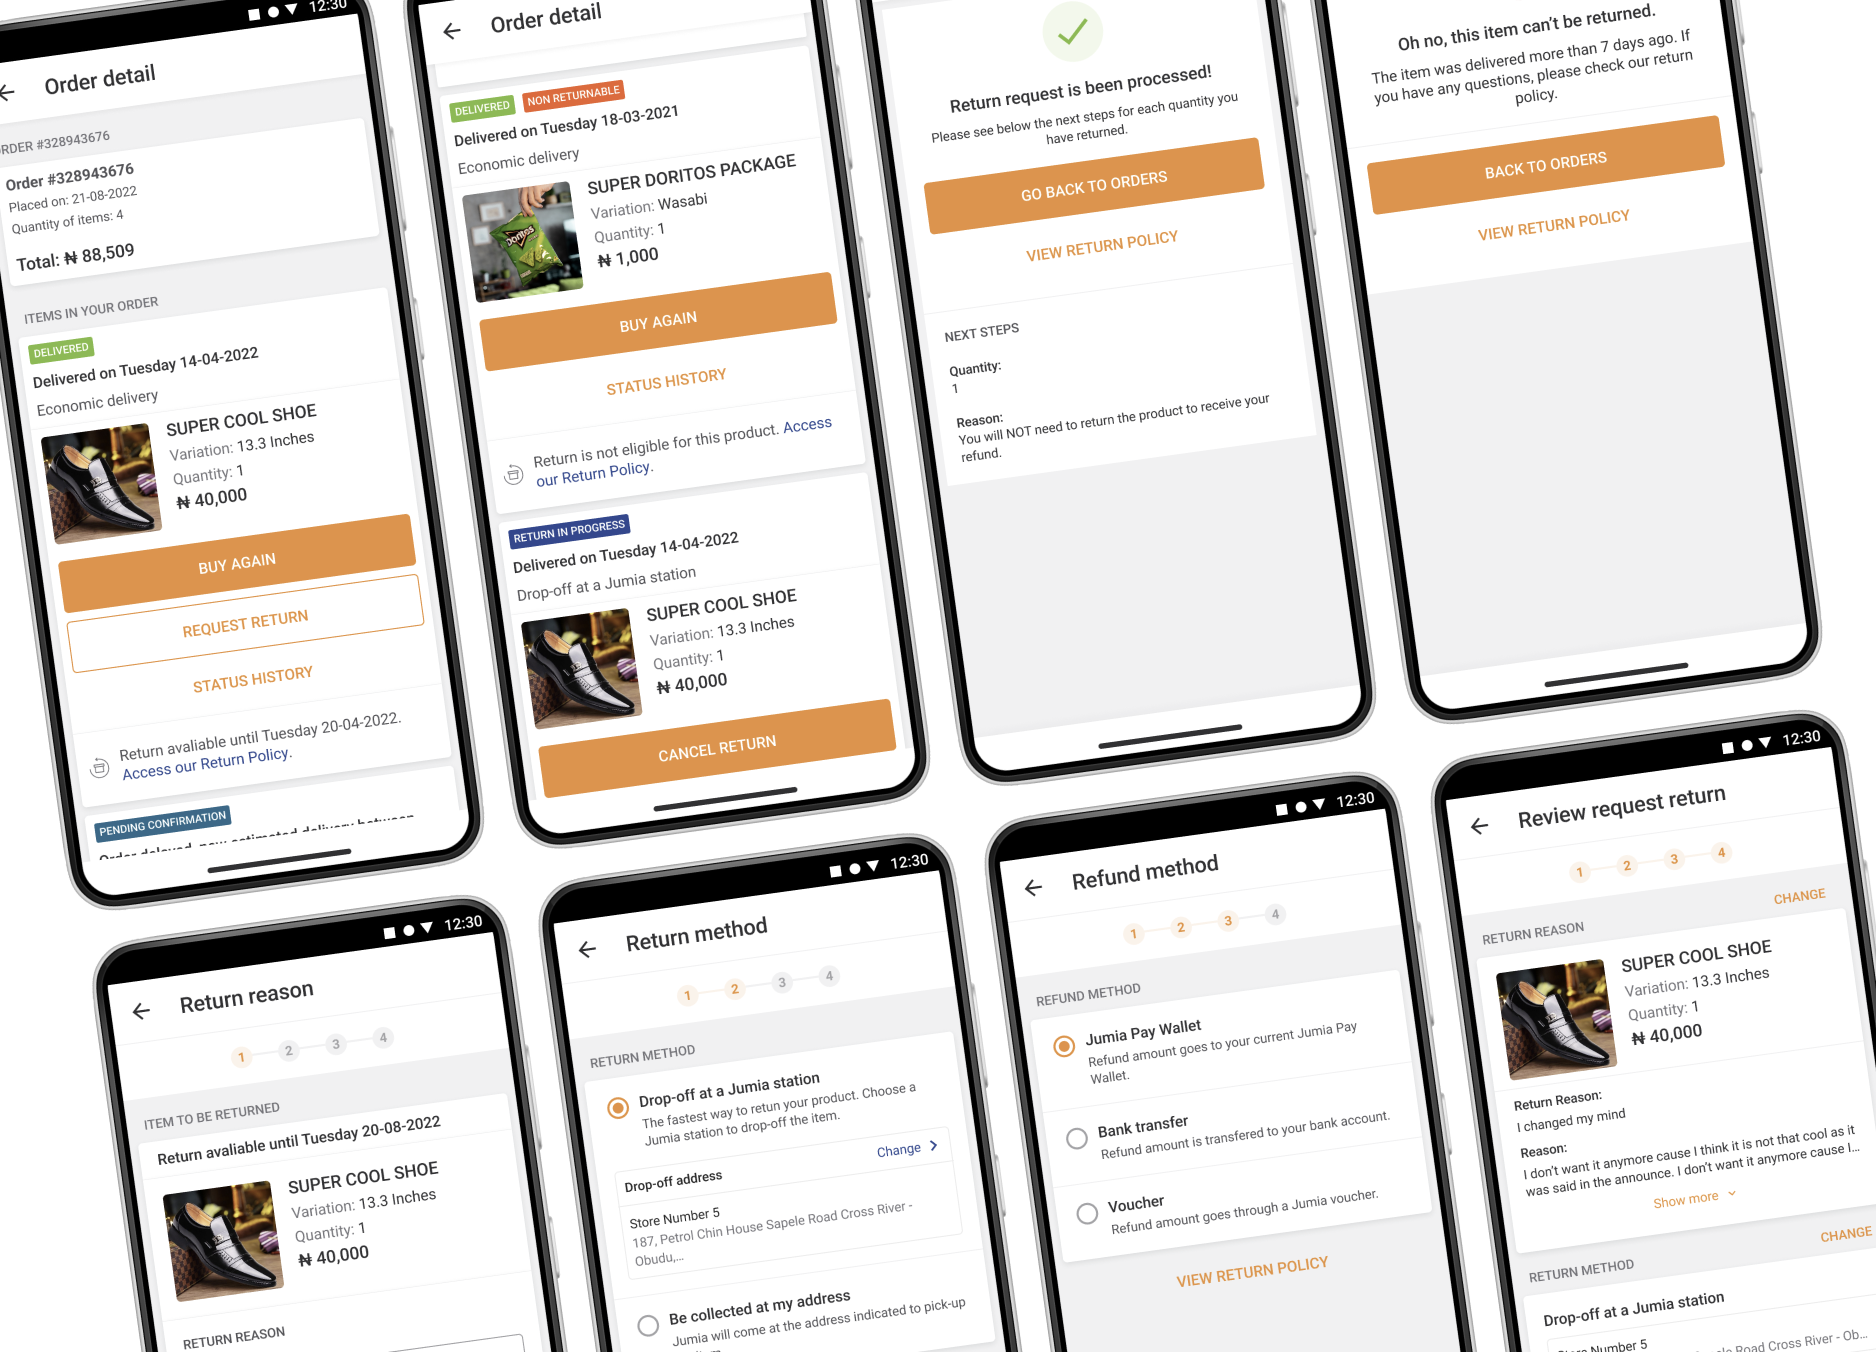 12:30
Order detail
ORDER #328943676
Order #328943676
Placed on: 21-08-2022
Quantity of items: 4
Total: ₦ 88,509
ITEMS IN YOUR ORDER
DELIVERED
Delivered on Tuesday 14-04-2022
Economic delivery
SUPER COOL SHOE
Variation: 13.3 Inches
Quantity: 1
₦ 40,000
BUY AGAIN
REQUEST RETURN
STATUS HISTORY
Return avaliable until Tuesday 20-04-2022.
Access our Return Policy.
PENDING CONFIRMATION
Order delayed, now estimated delivery between
Order detail
DELIVERED
NON RETURNABLE
Delivered on Tuesday 18-03-2021
Economic delivery
Doritos
SUPER DORITOS PACKAGE
Variation: Wasabi
Quantity: 1
₦ 1,000
BUY AGAIN
STATUS HISTORY
Return is not eligible for this product. Access
our Return Policy.
RETURN IN PROGRESS
Delivered on Tuesday 14-04-2022
Drop-off at a Jumia station
SUPER COOL SHOE
Variation: 13.3 Inches
Quantity: 1
₦ 40,000
CANCEL RETURN
Return request is been processed!
Please see below the next steps for each quantity you
have returned.
GO BACK TO ORDERS
VIEW RETURN POLICY
NEXT STEPS
Quantity:
1
Reason:
You will NOT need to return the product to receive your
refund.
Oh no, this item can't be returned.
The item was delivered more than 7 days ago. If
you have any questions, please check our return
policy.
BACK TO ORDERS
VIEW RETURN POLICY
12:30
Return reason
1 2 3 4
ITEM TO BE RETURNED
Return avaliable until Tuesday 20-08-2022
SUPER COOL SHOE
Variation: 13.3 Inches
Quantity: 1
₦ 40,000
RETURN REASON
12:30
Return method
1 2 3 4
RETURN METHOD
Drop-off at a Jumia station
The fastest way to retun your product. Choose a
Jumia station to drop-off the item.
Change
Drop-off address
Store Number 5
187, Petrol Chin House Sapele Road Cross River -
Obudu,...
Be collected at my address
Jumia will come at the address indicated to pick-up
12:30
Refund method
1 2 3 4
REFUND METHOD
Jumia Pay Wallet
Refund amount goes to your current Jumia Pay
Wallet.
Bank transfer
Refund amount is transfered to your bank account.
Voucher
Refund amount goes through a Jumia voucher.
VIEW RETURN POLICY
12:30
Review request return
1 2 3 4
CHANGE
RETURN REASON
SUPER COOL SHOE
Variation: 13.3 Inches
Quantity: 1
₦ 40,000
Return Reason:
I changed my mind
Reason:
I don't want it anymore cause I think it is not that cool as it
was said in the announce. I don't want it anymore cause I...
Show more
CHANGE
RETURN METHOD
Drop-off at a Jumia station
Store Number 5
Road Cross River - Ob...